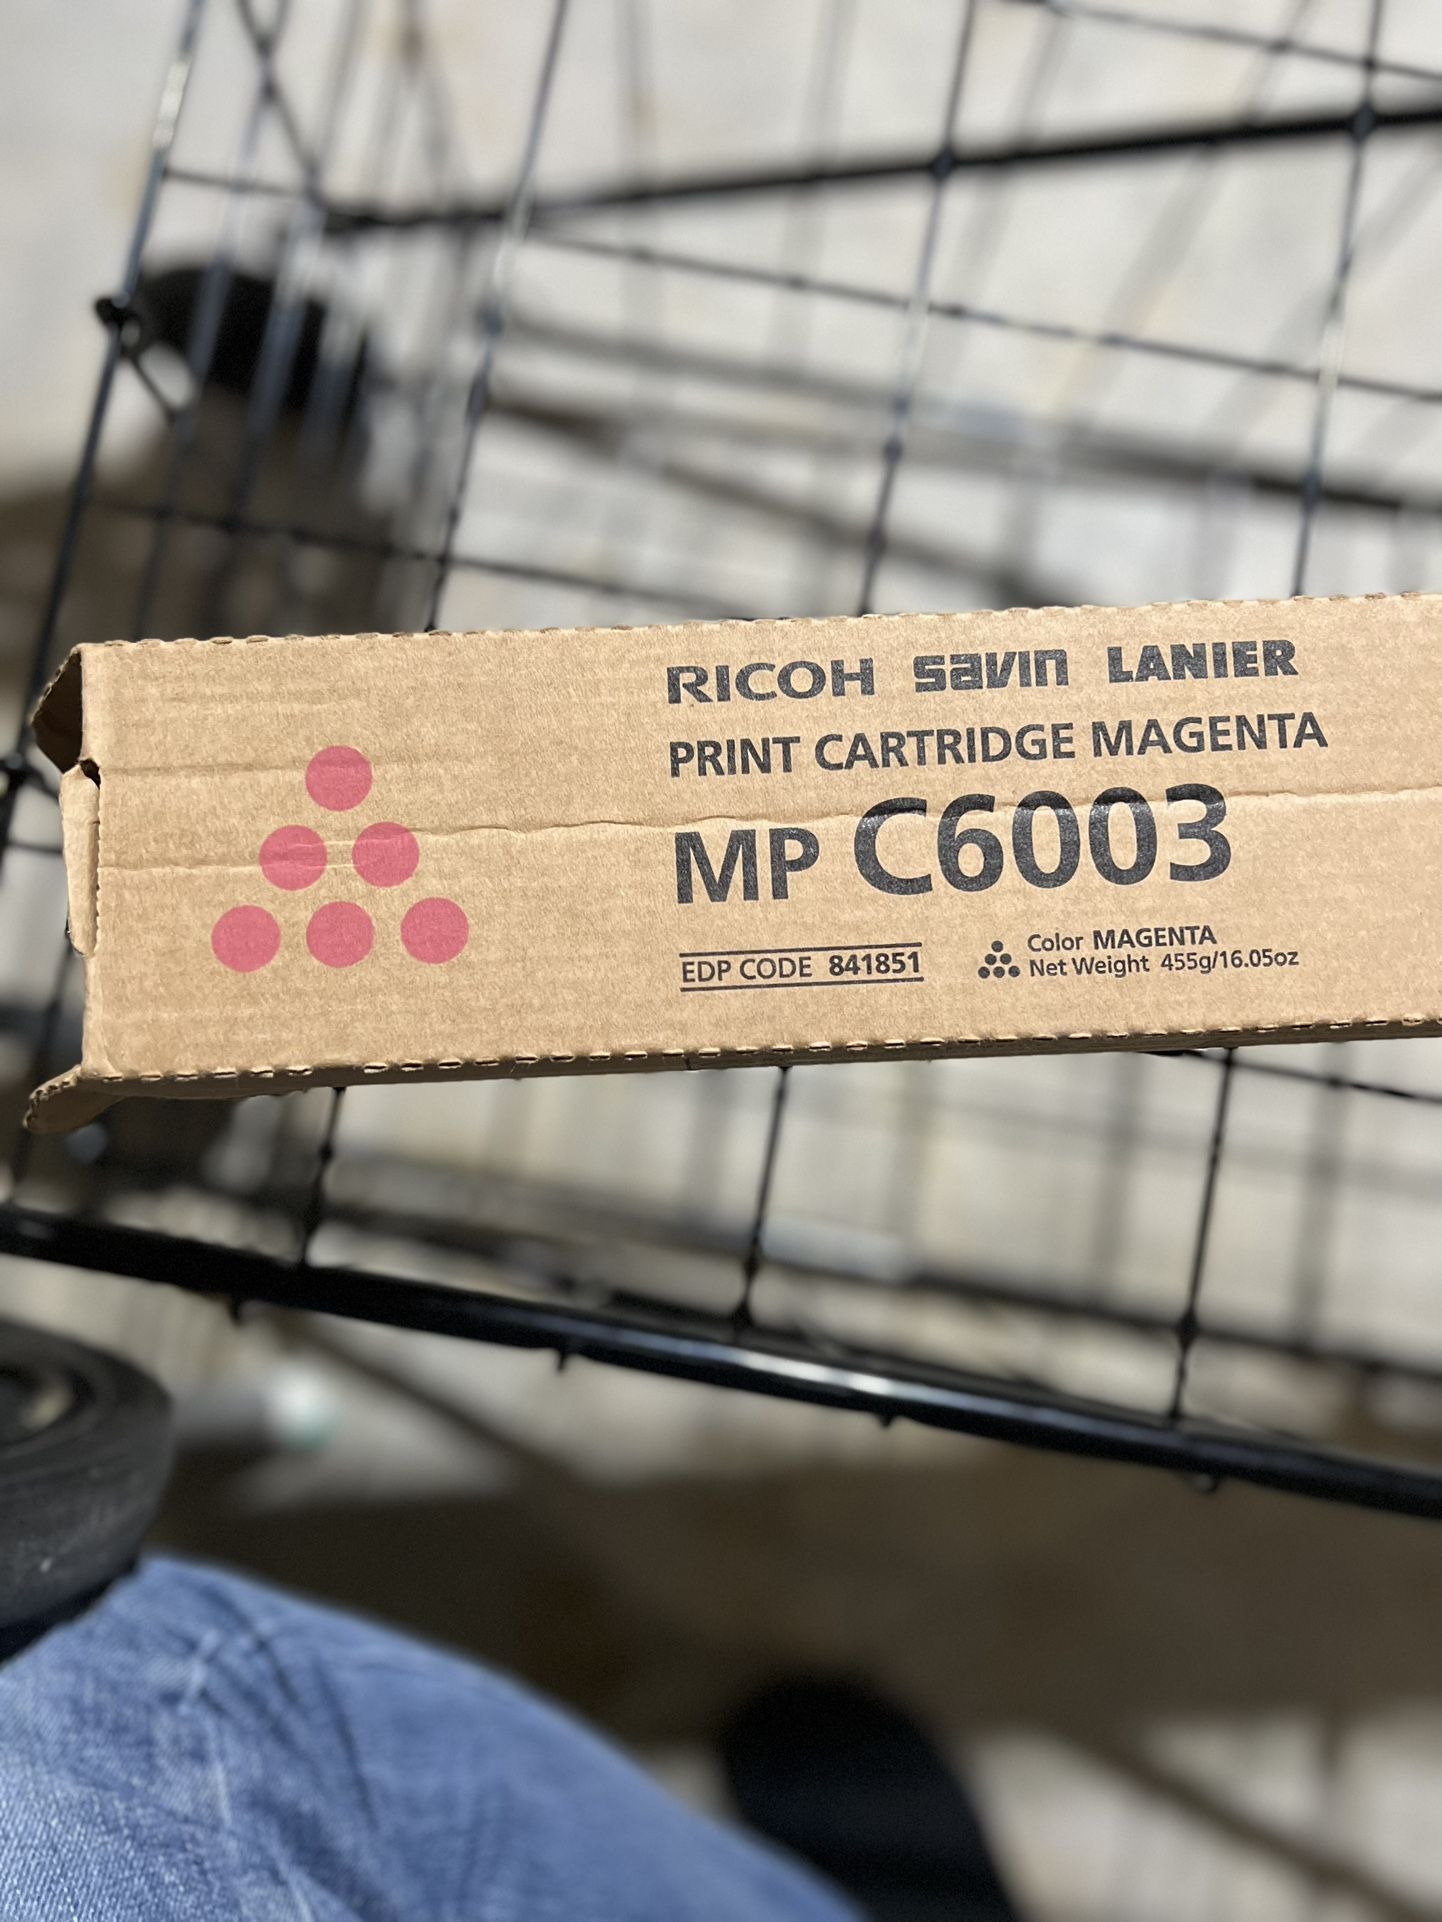 RICOH savin LANIER
PRINT CARTRIDGE MAGENTA
MP C6003
EDP CODE 841851
Color MAGENTA
Net Weight 455g/16.05oz